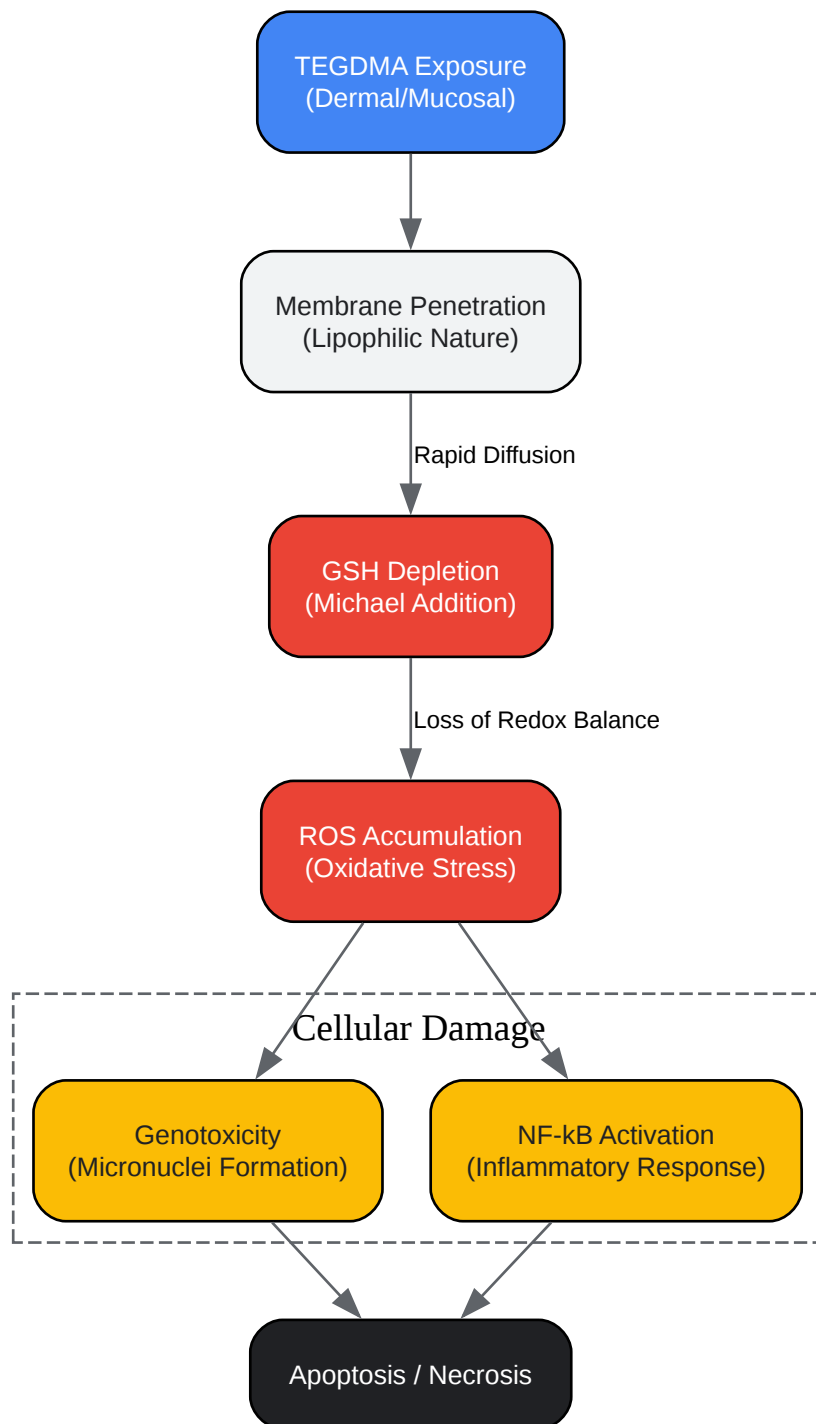 TEGDMA Exposure
(Dermal/Mucosal)
Membrane Penetration
(Lipophilic Nature)
Rapid Diffusion
GSH Depletion
(Michael Addition)
Loss of Redox Balance
ROS Accumulation
(Oxidative Stress)
Cellular Damage
Genotoxicity
(Micronuclei Formation)
NF-kB Activation
(Inflammatory Response)
Apoptosis / Necrosis